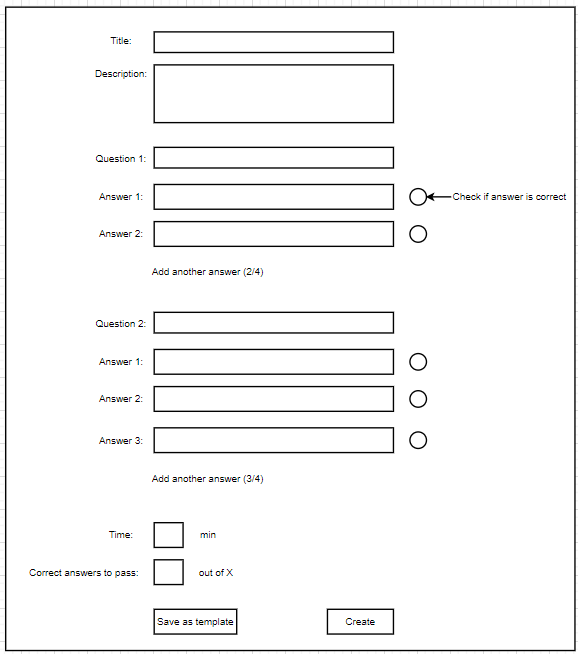 Title:
Description:
Question 1:
Answer 1:
Check if answer is correct
Answer 2:
Add another answer (2/4)
Question 2:
Answer 1:
Answer 2:
Answer 3:
Add another answer (3/4)
Time: min
Correct answers to pass: out of X
Save as template
Create